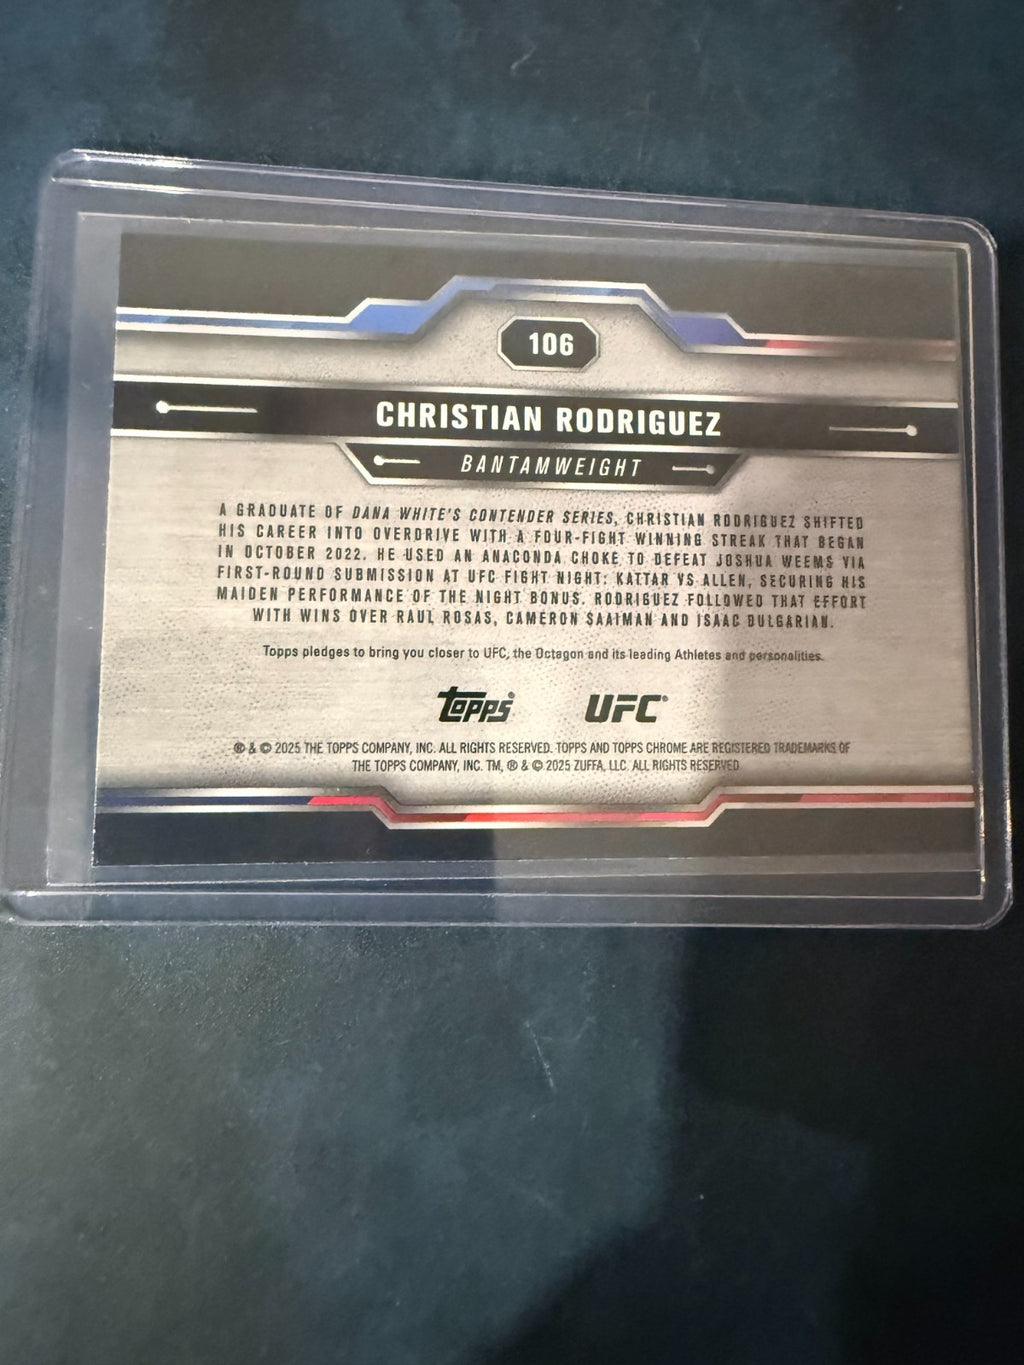 106
CHRISTIAN RODRIGUEZ
BANTAMWEIGHT
A GRADUATE OF DANA WHITE'S CONTENDER SERIES, CHRISTIAN RODRIGUEZ SHIFTED
HIS CAREER INTO OVERDRIVE WITH A FOUR-FIGHT WINNING STREAK THAT BEGAN
IN OCTOBER 2022. HE USED AN ANACONDA CHOKE TO DEFEAT JOSHUA WEEMS VIA
FIRST-ROUND SUBMISSION AT UFC FIGHT NIGHT: KATTAR VS ALLEN, SECURING HIS
MAIDEN PERFORMANCE OF THE NIGHT BONUS. RODRIGUEZ FOLLOWED THAT EFFORT
WITH WINS OVER RAUL ROSAS, CAMERON SAAIMAN AND ISAAC DULGARIAN.
Topps pledges to bring you closer to UFC, the Octagon and its leading Athletes and personalities.
Topps® UFC®
® & © 2025 THE TOPPS COMPANY, INC. ALL RIGHTS RESERVED. TOPPS AND TOPPS CHROME ARE REGISTERED TRADEMARKS OF
THE TOPPS COMPANY, INC. TM, ® & © 2025 ZUFFA, LLC. ALL RIGHTS RESERVED